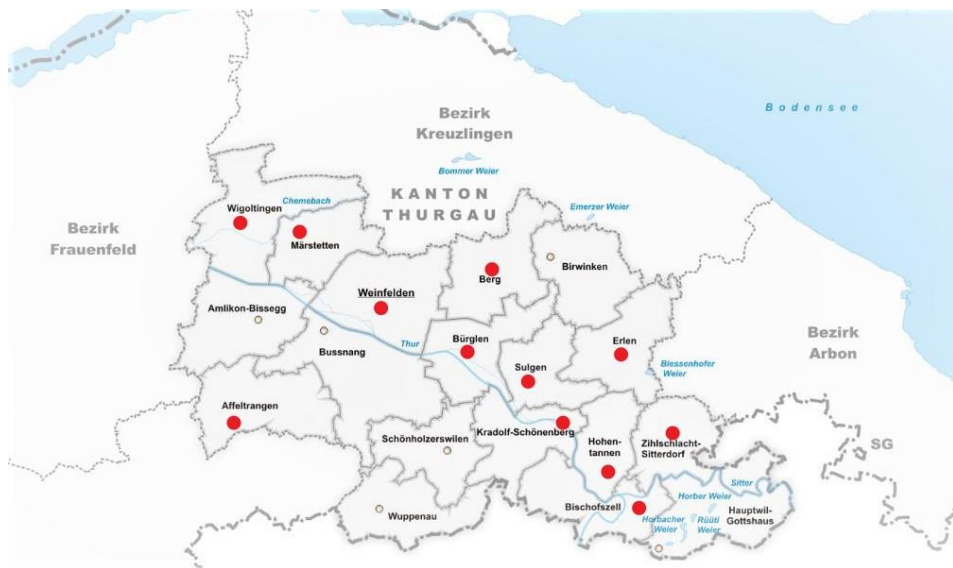 Bodensee
Bezirk
Kreuzlingen
Bommer Weier
KANTON
THURGAU
Chemebach
Wigoltingen
Emerzer Weier
Bezirk
Frauenfeld
Märstetten
Birwinken
Berg
Weinfelden
Amlikon-Bissegg
Bezirk
Arbon
Bürglen
Erlen
Thur
Bussnang
Sulgen
Biessenhofer
Weier
Affeltrangen
Schönholzerswilen
Kradolf-Schönenberg
Hohen-
tannen
Zihlschlacht-
Sitterdorf
SG
Sitter
Horber Weier
Bischofszell
Hauptwil-
Gottshaus
Wuppenau
Horbacher
Weier
Rüüti
Weier